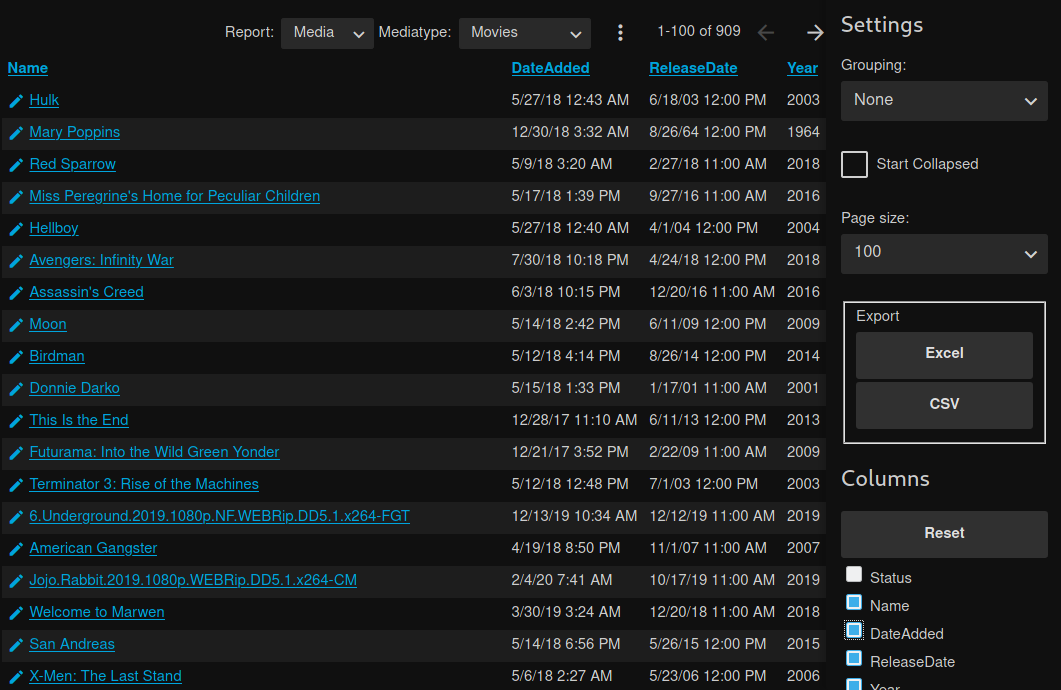 Report: Media Mediatype: Movies 1-100 of 909
Name DateAdded ReleaseDate Year
Hulk 5/27/18 12:43 AM 6/18/03 12:00 PM 2003
Mary Poppins 12/30/18 3:32 AM 8/26/64 12:00 PM 1964
Red Sparrow 5/9/18 3:20 AM 2/27/18 11:00 AM 2018
Miss Peregrine's Home for Peculiar Children 5/17/18 1:39 PM 9/27/16 11:00 AM 2016
Hellboy 5/27/18 12:40 AM 4/1/04 12:00 PM 2004
Avengers: Infinity War 7/30/18 10:18 PM 4/24/18 12:00 PM 2018
Assassin's Creed 6/3/18 10:15 PM 12/20/16 11:00 AM 2016
Moon 5/14/18 2:42 PM 6/11/09 12:00 PM 2009
Birdman 5/12/18 4:14 PM 8/26/14 12:00 PM 2014
Donnie Darko 5/15/18 1:33 PM 1/17/01 11:00 AM 2001
This Is the End 12/28/17 11:10 AM 6/11/13 12:00 PM 2013
Futurama: Into the Wild Green Yonder 12/21/17 3:52 PM 2/22/09 11:00 AM 2009
Terminator 3: Rise of the Machines 5/12/18 12:48 PM 7/1/03 12:00 PM 2003
6.Underground.2019.1080p.NF.WEBRip.DD5.1.x264-FGT 12/13/19 10:34 AM 12/12/19 11:00 AM 2019
American Gangster 4/19/18 8:50 PM 11/1/07 11:00 AM 2007
Jojo.Rabbit.2019.1080p.WEBRip.DD5.1.x264-CM 2/4/20 7:41 AM 10/17/19 11:00 AM 2019
Welcome to Marwen 3/30/19 3:24 AM 12/20/18 11:00 AM 2018
San Andreas 5/14/18 6:56 PM 5/26/15 12:00 PM 2015
X-Men: The Last Stand 5/6/18 2:27 AM 5/23/06 12:00 PM 2006
Settings
Grouping:
None
Start Collapsed
Page size:
100
Export
Excel
CSV
Columns
Reset
Status
Name
DateAdded
ReleaseDate
Year